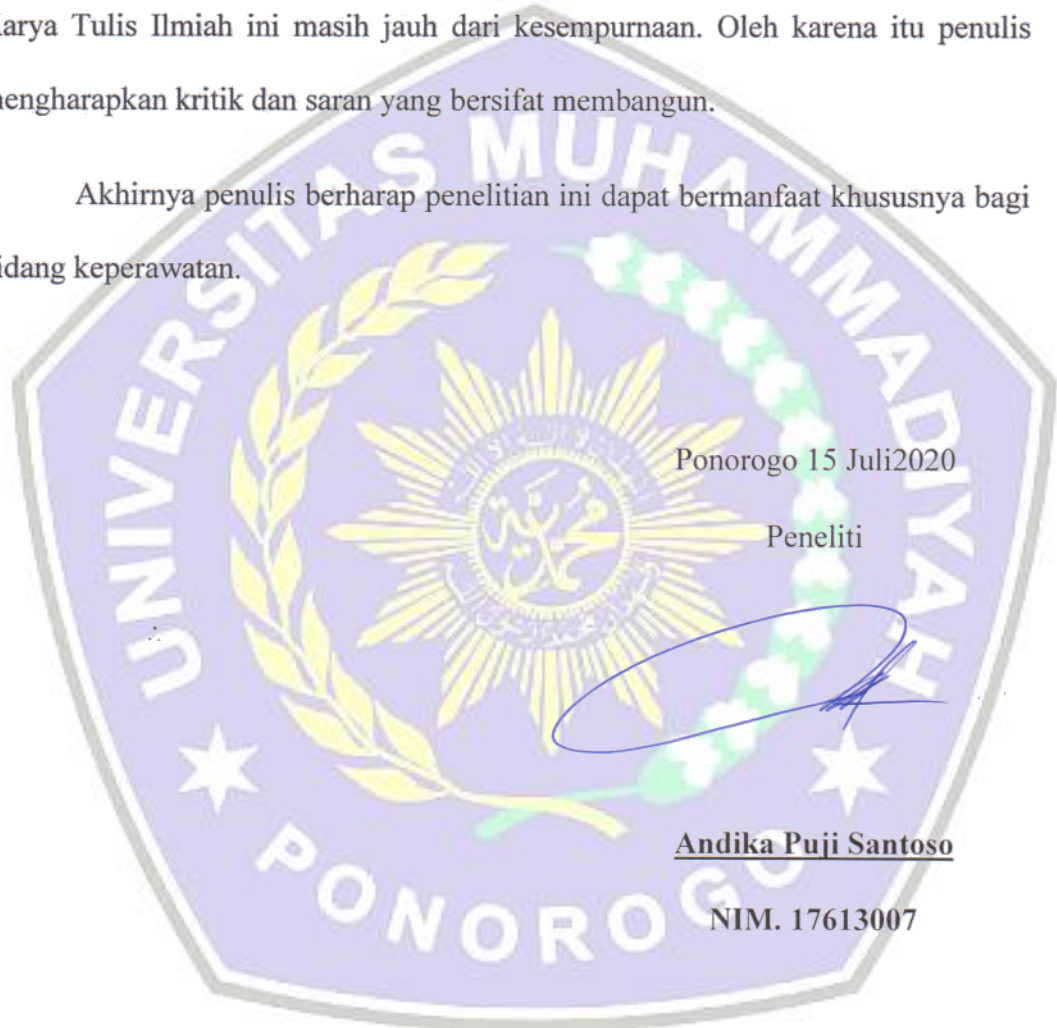 Karya Tulis Ilmiah ini masih jauh dari kesempurnaan. Oleh karena itu penulis
mengharapkan kritik dan saran yang bersifat membangun.
Akhirnya penulis berharap penelitian ini dapat bermanfaat khususnya bagi
bidang keperawatan.
UNIVERSITAS MUHAMMADIYAH
PONOROGO
محمدية
Ponorogo 15 Juli2020
Peneliti
Andika Puji Santoso
NIM. 17613007